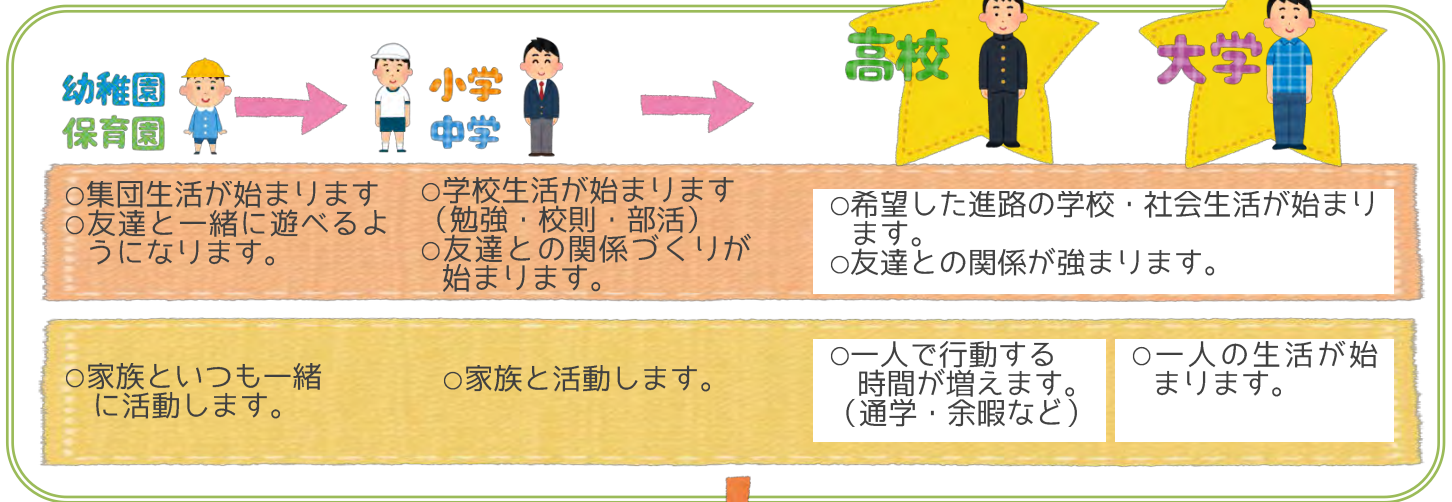 幼稚園
保育園
小学
中学
高校
大学
○集団生活が始まります
○友達と一緒に遊べるよ
うになります。
○学校生活が始まります
(勉強・校則・部活)
○友達との関係づくりが
始まります。
○希望した進路の学校・社会生活が始まり
ます。
○友達との関係が強まります。
○家族といつも一緒
に活動します。
○家族と活動します。
○一人で行動する
時間が増えます。
(通学・余暇など)
○一人の生活が始
まります。